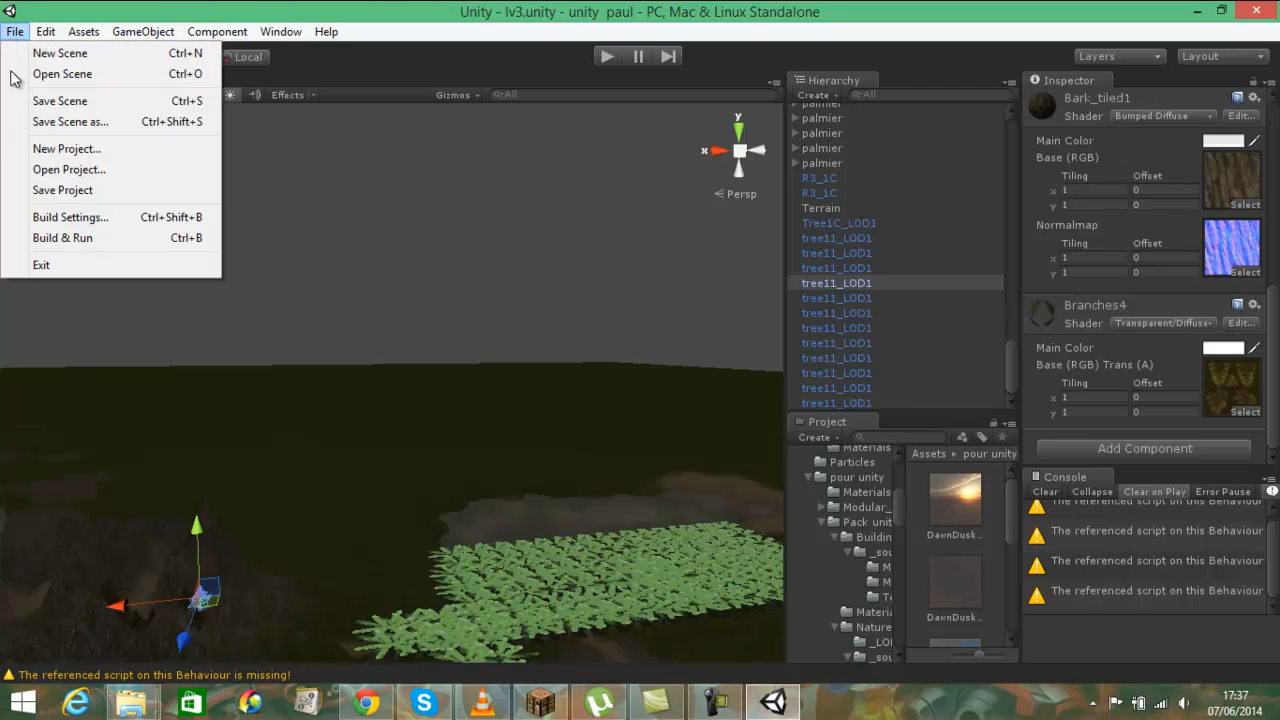 Unity - lv3.unity - unity paul - PC, Mac & Linux Standalone
File Edit Assets GameObject Component Window Help
New Scene Ctrl+N
Open Scene Ctrl+O
Save Scene Ctrl+S
Save Scene as... Ctrl+Shift+S
New Project...
Open Project...
Save Project
Build Settings... Ctrl+Shift+B
Build & Run Ctrl+B
Exit
Local
Layers
Layout
Effects
Gizmos
All
y
x
Persp
Hierarchy
Create
All
palmier
palmier
palmier
palmier
palmier
R3_1C
R3_1C
Terrain
Tree1C_LOD1
tree11_LOD1
tree11_LOD1
tree11_LOD1
tree11_LOD1
tree11_LOD1
tree11_LOD1
tree11_LOD1
tree11_LOD1
tree11_LOD1
tree11_LOD1
tree11_LOD1
tree11_LOD1
Project
Create
Materials
Particles
pour unity
Materials
Modular_
Pack unit
Building
_sou
M
M
Te
Materia
Nature
_LO
_sou
Assets
pour unity
DawnDusk...
DawnDusk...
Inspector
Bark_tiled1
Shader Bumped Diffuse Edit...
Main Color
Base (RGB)
Tiling Offset
x 1 0
y 1 0
Select
Normalmap
Tiling Offset
x 1 0
y 1 0
Select
Branches4
Shader Transparent/Diffuse Edit...
Main Color
Base (RGB) Trans (A)
Tiling Offset
x 1 0
y 1 0
Select
Add Component
Console
Clear Collapse Clear on Play Error Pause
The referenced script on this Behaviour
The referenced script on this Behaviour
The referenced script on this Behaviour
The referenced script on this Behaviour
The referenced script on this Behaviour is missing!
17:37
07/06/2014